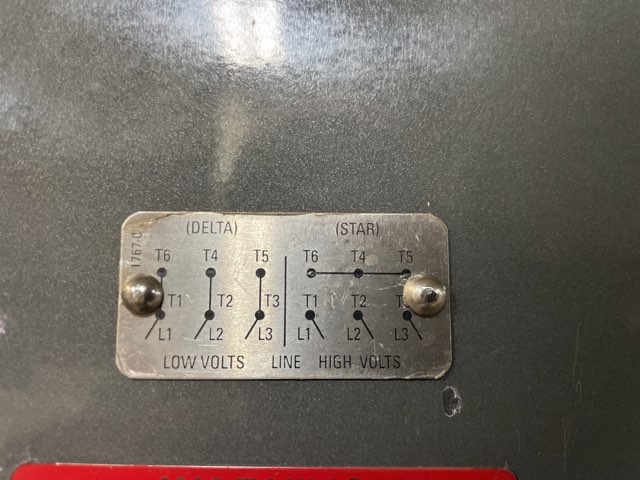 (DELTA) (STAR)
1767/C
T6 T4 T5 T6 T4 T5
T1 T2 T3 T1 T2
L1 L2 L3 L1 L2 L3
LOW VOLTS LINE HIGH VOLTS